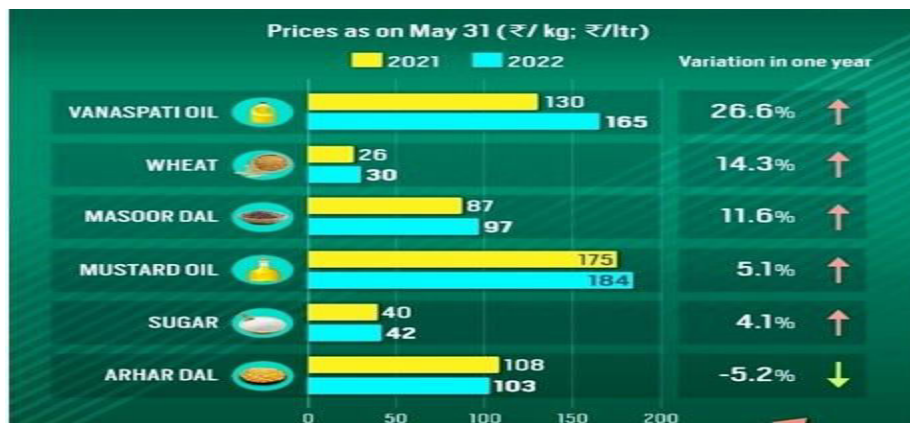 Prices as on May 31 (₹/ kg; ₹/ltr)
2021 2022 Variation in one year
VANASPATI OIL 130 165 26.6% ↑
WHEAT 26 30 14.3% ↑
MASOOR DAL 87 97 11.6% ↑
MUSTARD OIL 175 184 5.1% ↑
SUGAR 40 42 4.1% ↑
ARHAR DAL 108 103 -5.2% ↓
0 50 100 150 200